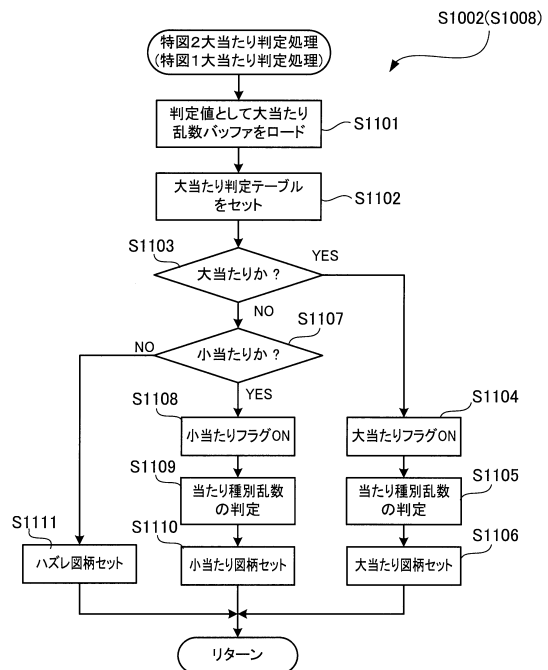 S1002(S1008)
特図2大当たり判定処理
(特図1大当たり判定処理)
判定値として大当たり
乱数バッファをロード
S1101
大当たり判定テーブル
をセット
S1102
S1103
大当たりか?
YES
NO
S1107
小当たりか?
NO
YES
S1108
小当たりフラグON
S1104
大当たりフラグON
S1109
当たり種別乱数
の判定
S1105
当たり種別乱数
の判定
S1111
ハズレ図柄セット
S1110
小当たり図柄セット
S1106
大当たり図柄セット
リターン